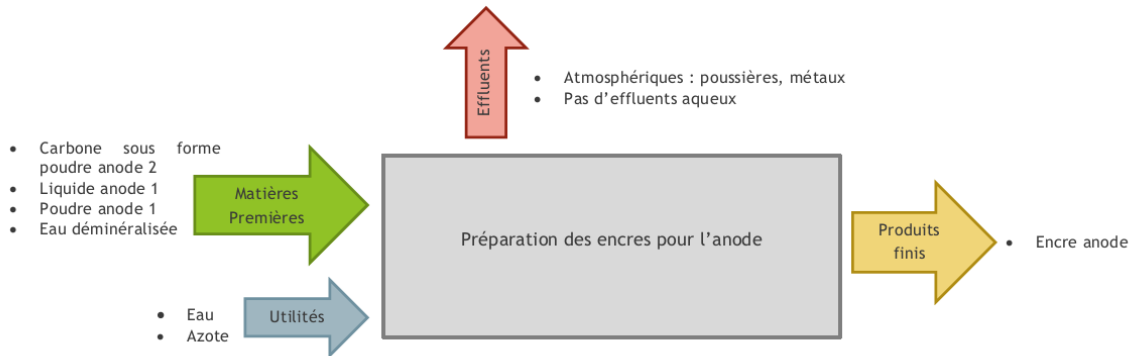 Effluents
• Atmosphériques : poussières, métaux
• Pas d’effluents aqueux
• Carbone sous forme
poudre anode 2
• Liquide anode 1
• Poudre anode 1
• Eau déminéralisée
Matières
Premières
Préparation des encres pour l’anode
Produits
finis
• Encre anode
• Eau
• Azote
Utilités